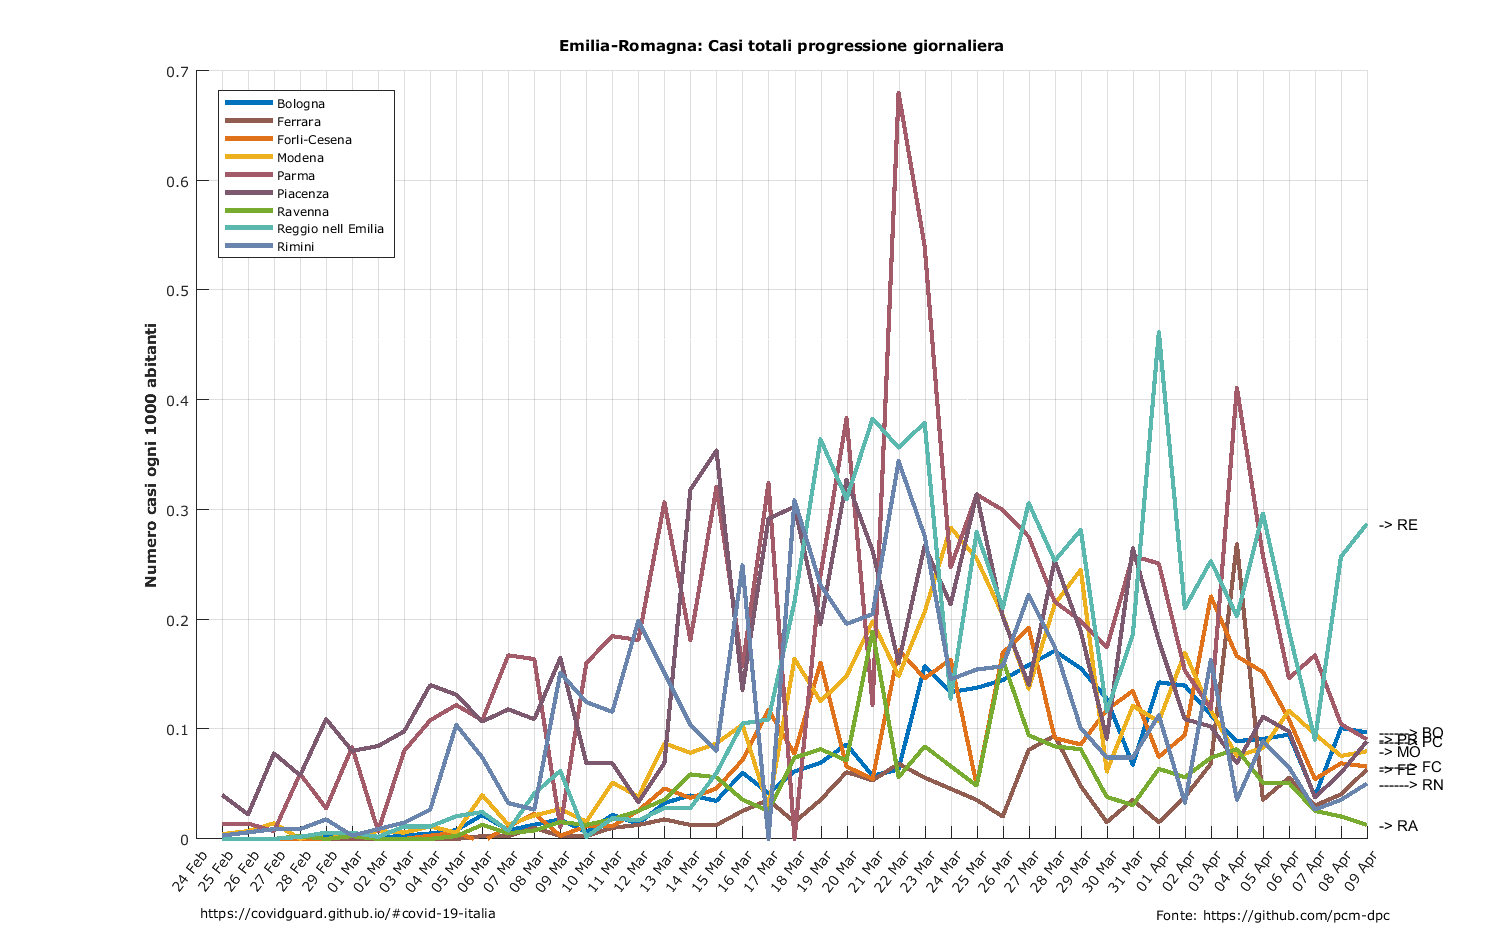 Emilia-Romagna: Casi totali progressione giornaliera
Numero casi ogni 1000 abitanti
0.7
0.6
0.5
0.4
0.3
0.2
0.1
0
Bologna
Ferrara
Forli-Cesena
Modena
Parma
Piacenza
Ravenna
Reggio nell Emilia
Rimini
-> RE
------> BO
-> PR
------> PC
-> MO
------> FC
-> FE
------> RN
-> RA
24 Feb
25 Feb
26 Feb
27 Feb
28 Feb
29 Feb
01 Mar
02 Mar
03 Mar
04 Mar
05 Mar
06 Mar
07 Mar
08 Mar
09 Mar
10 Mar
11 Mar
12 Mar
13 Mar
14 Mar
15 Mar
16 Mar
17 Mar
18 Mar
19 Mar
20 Mar
21 Mar
22 Mar
23 Mar
24 Mar
25 Mar
26 Mar
27 Mar
28 Mar
29 Mar
30 Mar
31 Mar
01 Apr
02 Apr
03 Apr
04 Apr
05 Apr
06 Apr
07 Apr
08 Apr
09 Apr
https://covidguard.github.io/#covid-19-italia
Fonte: https://github.com/pcm-dpc